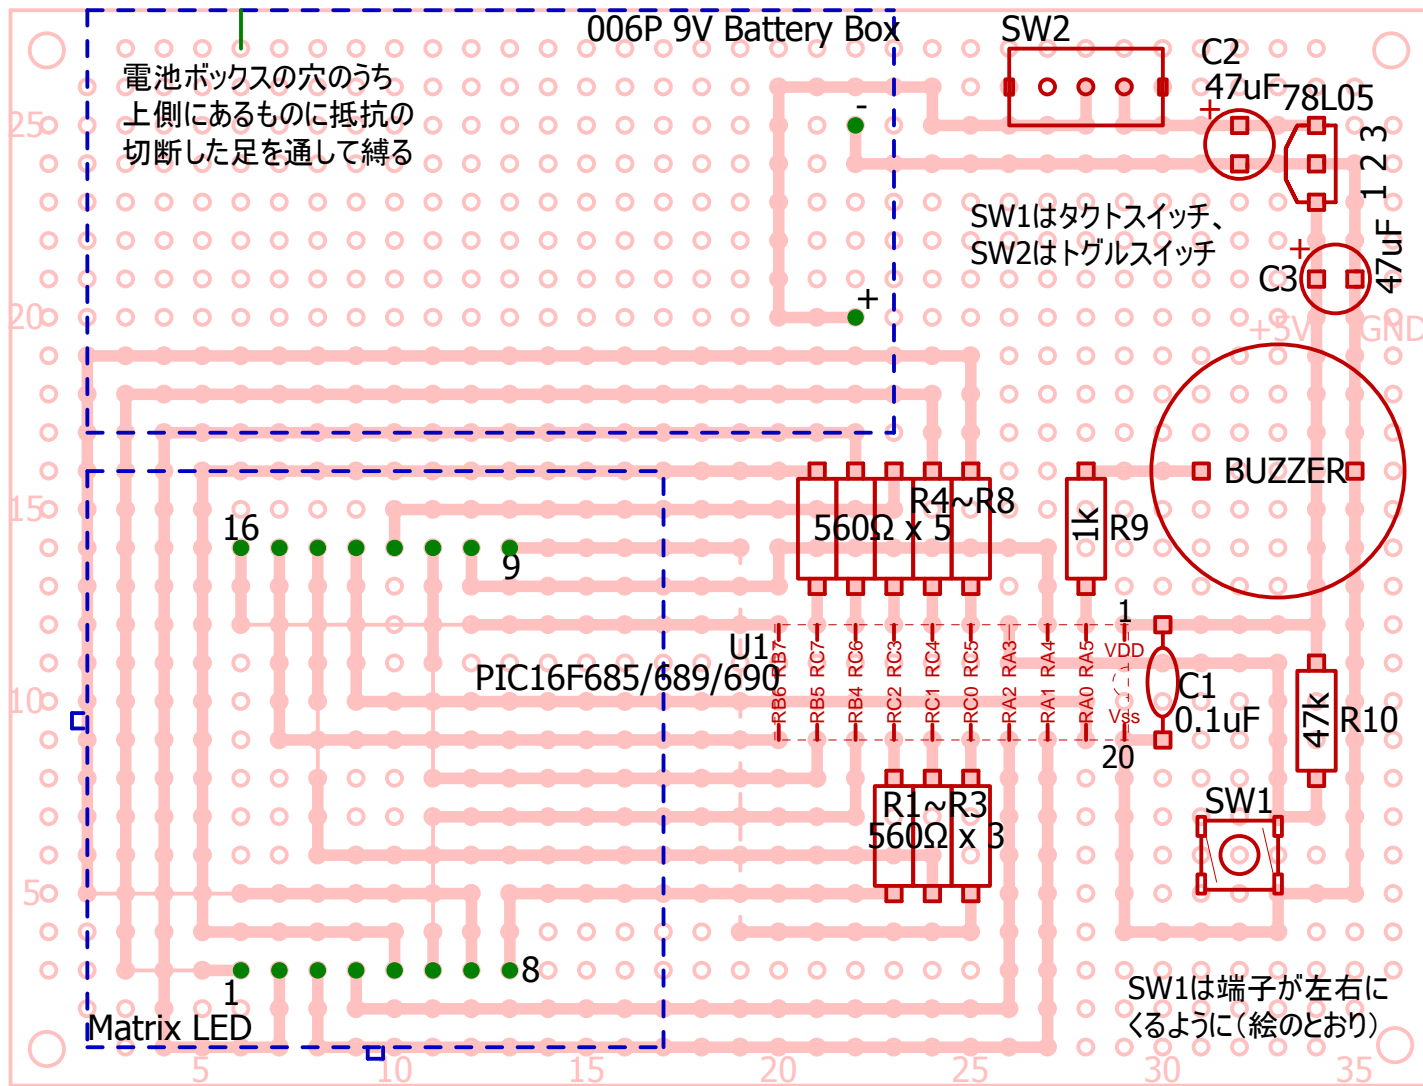 006P 9V Battery Box
SW2
C2
47uF
+
78L05
電池ボックスの穴のうち
上側にあるものに抵抗の
切断した足を通して縛る
-
25
1 2 3
SW1はタクトスイッチ、
SW2はトグルスイッチ
+
C3
47uF
+
20
+5V
GND
BUZZER
15
16
9
R4~R8
560Ω x 5
1k
R9
U1
PIC16F685/689/690
RB7
RC7
RC6
RC3
RC4
RC5
RA3
RA4
RA5
VDD
1
RB6
RB5
RB4
RC2
RC1
RC0
RA2
RA1
RA0
Vss
20
C1
0.1uF
47k
R10
10
R1~R3
560Ω x 3
SW1
5
1
8
Matrix LED
SW1は端子が左右に
くるように(絵のとおり)
5
10
15
20
25
30
35